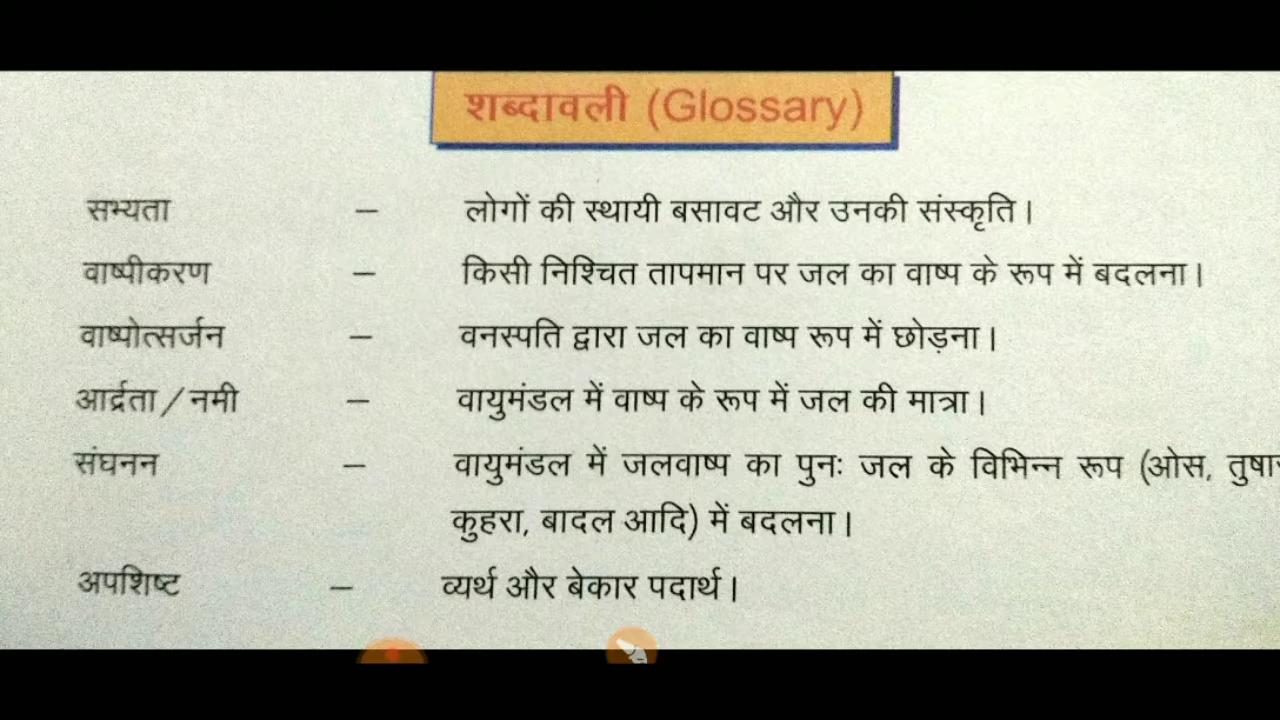 शब्दावली (Glossary)
सभ्यता – लोगों की स्थायी बसावट और उनकी संस्कृति।
वाष्पीकरण – किसी निश्चित तापमान पर जल का वाष्प के रूप में बदलना।
वाष्पोत्सर्जन – वनस्पति द्वारा जल का वाष्प रूप में छोड़ना।
आर्द्रता/नमी – वायुमंडल में वाष्प के रूप में जल की मात्रा।
संघनन – वायुमंडल में जलवाष्प का पुनः जल के विभिन्न रूप (ओस,
कुहरा, बादल आदि) में बदलना।
अपशिष्ट – व्यर्थ और बेकार पदार्थ।